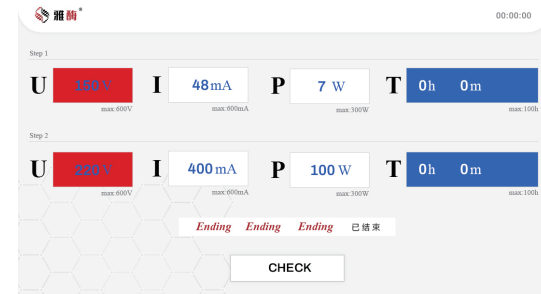 雅酶® 00:00:00
Step 1
U 150 V I 48 mA P 7 W T 0h 0m
max:600V max:600mA max:300W max:100h
Step 2
U 220 V I 400 mA P 100 W T 0h 0m
max:600V max:600mA max:300W max:100h
Ending Ending Ending 已结束
CHECK